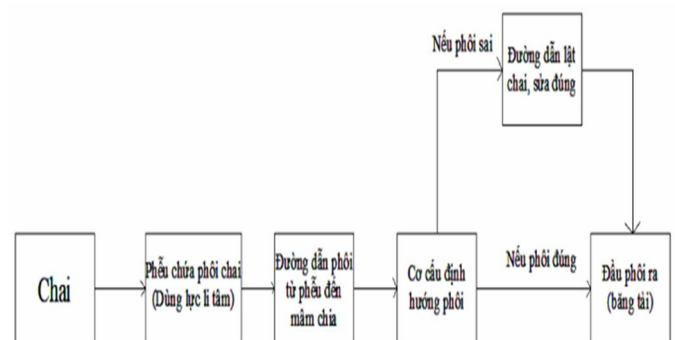 Nếu phôi sai
Đường dẫn lật
chai, sửa đúng
Chai
Phễu chứa phôi chai
(Dùng lực li tâm)
Đường dẫn phôi
từ phễu đến
mâm chia
Cơ cấu định
hướng phôi
Nếu phôi đúng
Đầu phôi ra
(băng tải)